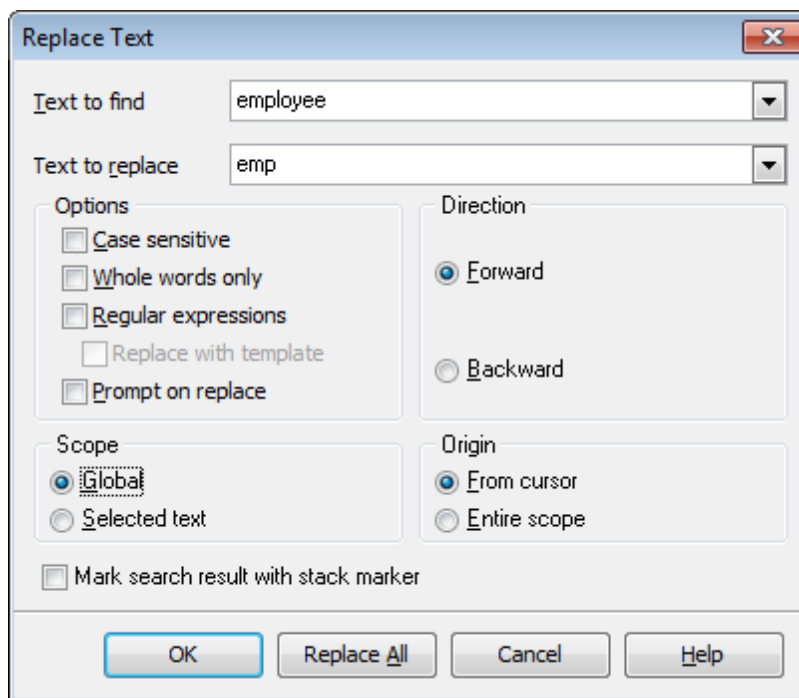 Replace Text
Text to find employee
Text to replace emp
Options
Case sensitive
Whole words only
Regular expressions
Replace with template
Prompt on replace
Direction
Forward
Backward
Scope
Global
Selected text
Origin
From cursor
Entire scope
Mark search result with stack marker
OK Replace All Cancel Help